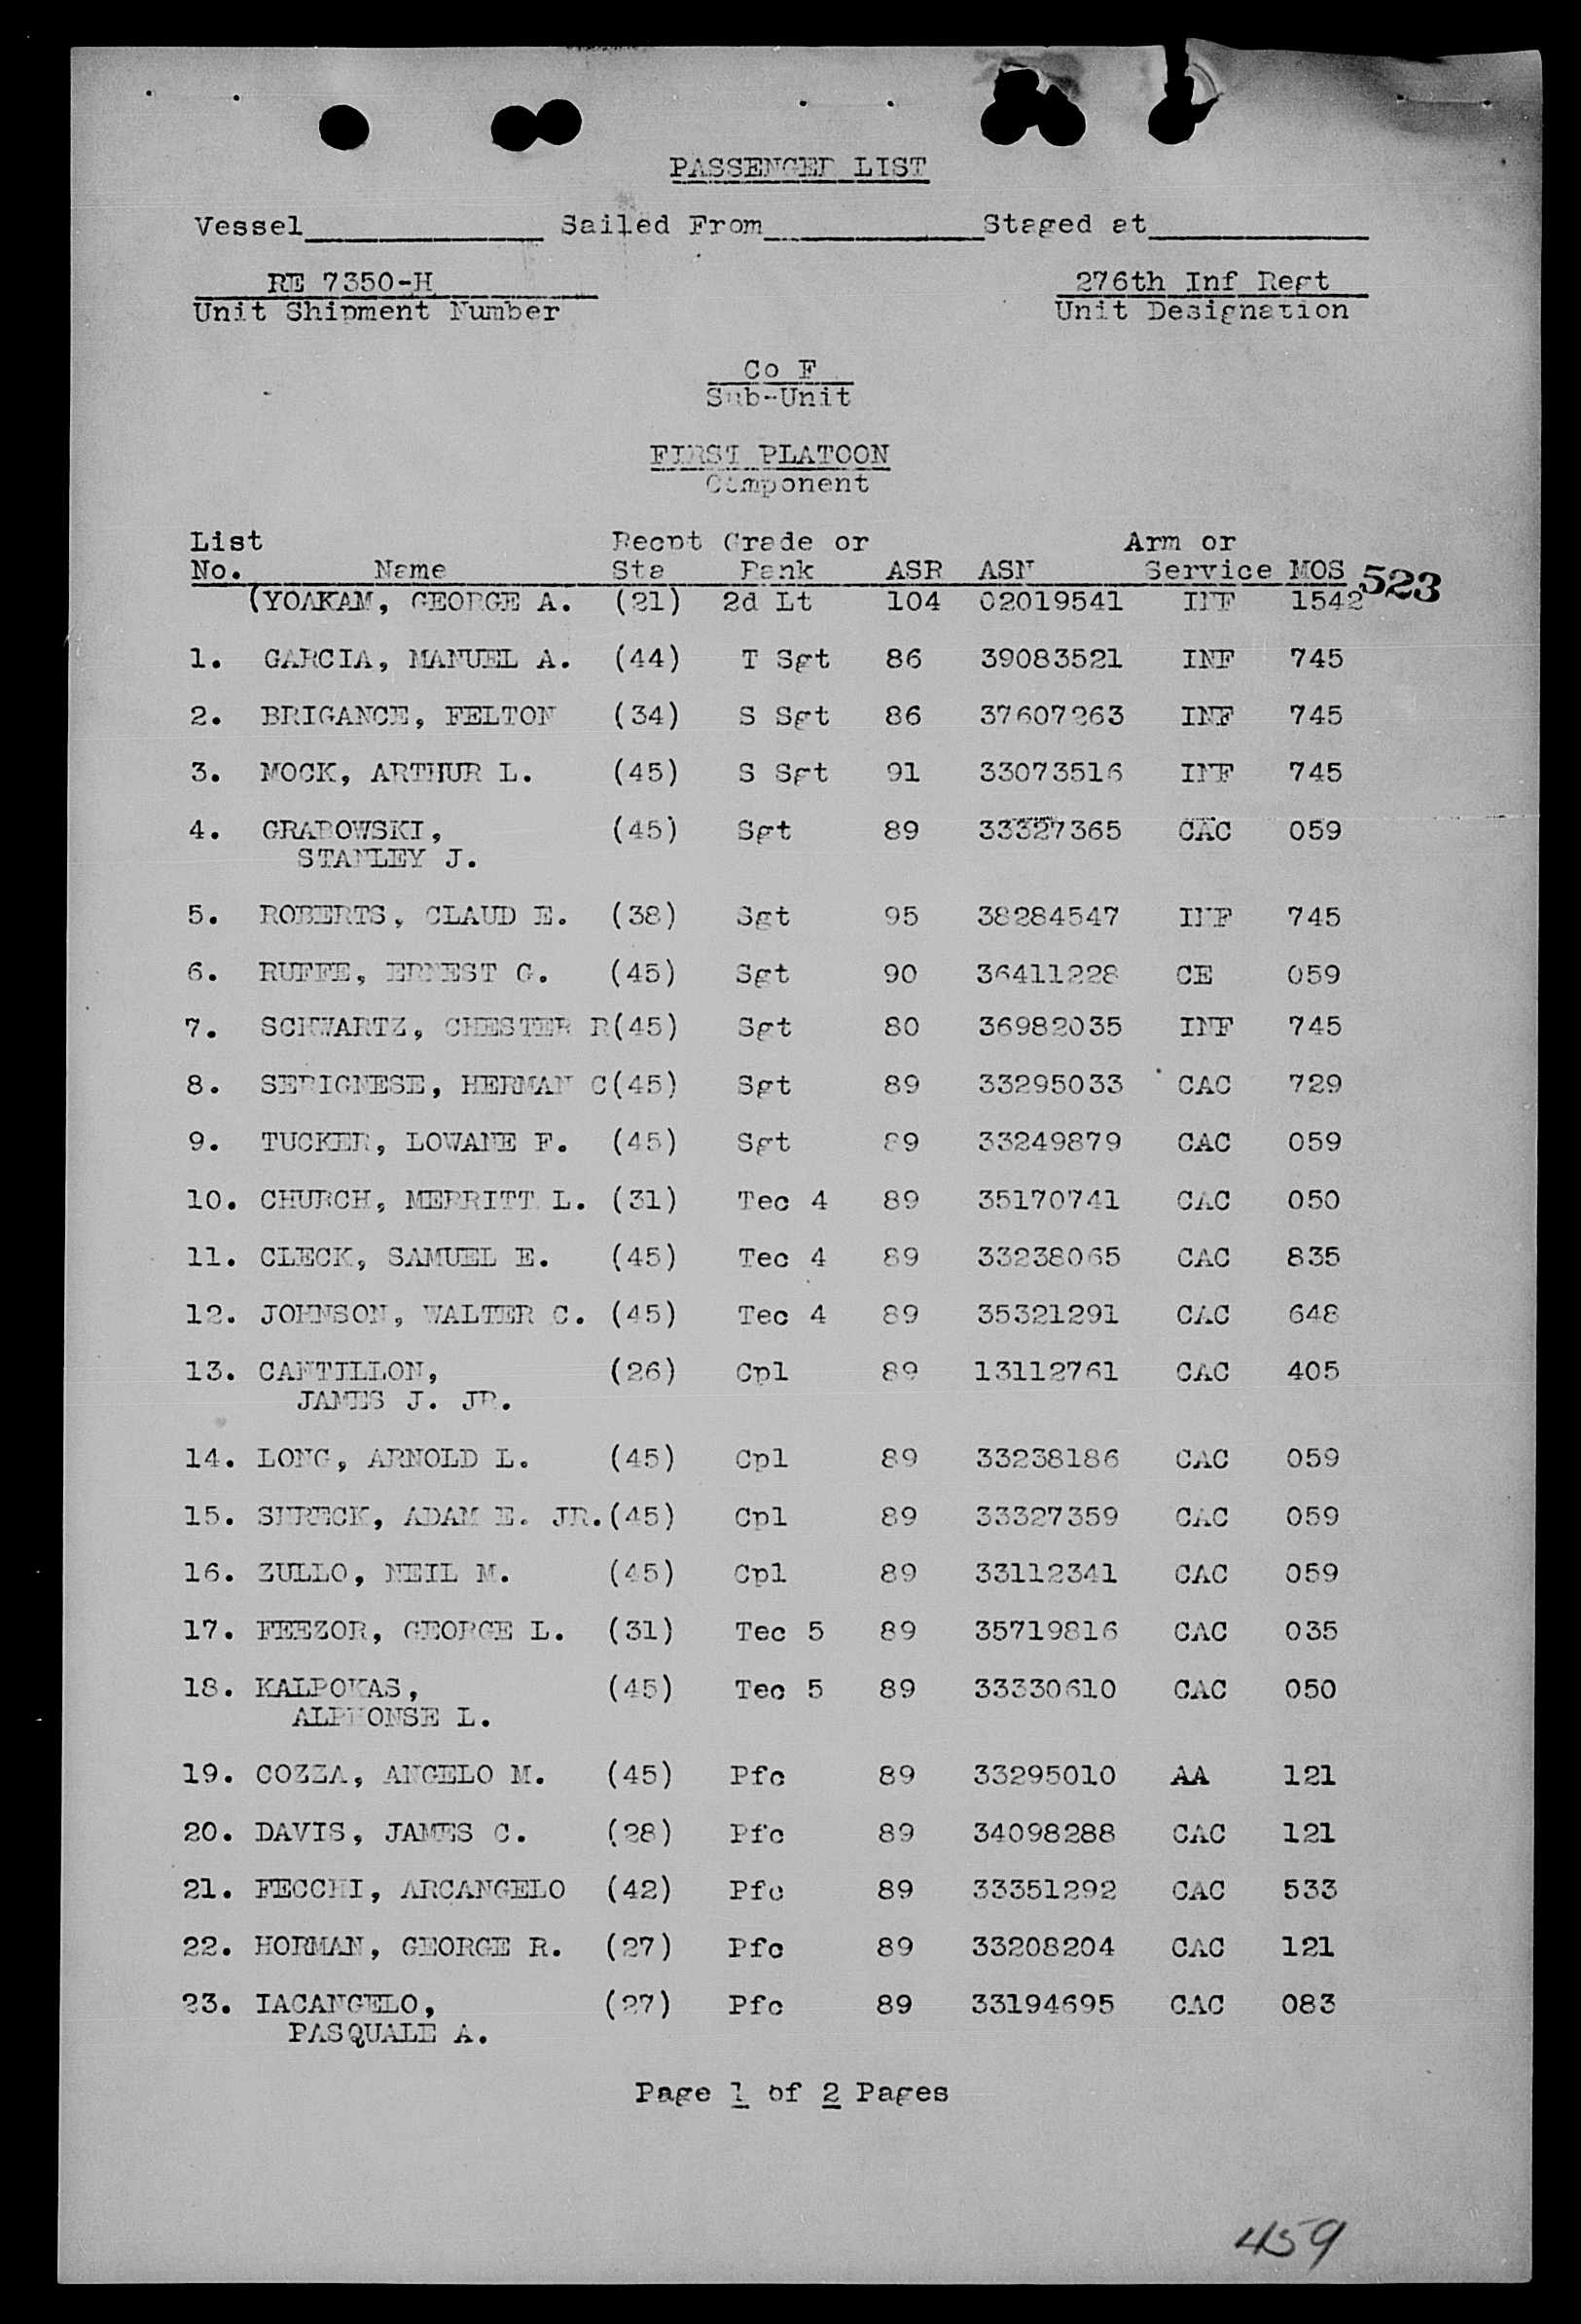 PASSENGER LIST
Vessel____________ Sailed From____________Staged at____________
RE 7350-H 276th Inf Regt
Unit Shipment Number Unit Designation
Co F
Sub-Unit
FIRST PLATOON
Component
List Recpt Grade or Arm or
No. Name Sta Rank ASR ASN Service MOS 523
(YOAKAM, GEORGE A. (21) 2d Lt 104 02019541 INF 1542
1. GARCIA, MANUEL A. (44) T Sgt 86 39083521 INF 745
2. BRIGANCE, FELTON (34) S Sgt 86 37607263 INF 745
3. MOCK, ARTHUR L. (45) S Sgt 91 33073516 INF 745
4. GRABOWSKI, (45) Sgt 89 33327365 CAC 059
STANLEY J.
5. ROBERTS, CLAUD E. (38) Sgt 95 38284547 INF 745
6. RUFFE, ERNEST G. (45) Sgt 90 36411228 CE 059
7. SCHWARTZ, CHESTER R(45) Sgt 80 36982035 INF 745
8. SERIGNESE, HERMAN C(45) Sgt 89 33295033 CAC 729
9. TUCKER, LOWANE F. (45) Sgt 89 33249879 CAC 059
10. CHURCH, MERRITT L. (31) Tec 4 89 35170741 CAC 050
11. CLECK, SAMUEL E. (45) Tec 4 89 33238065 CAC 835
12. JOHNSON, WALTER C. (45) Tec 4 89 35321291 CAC 648
13. CANTILLON, (26) Cpl 89 13112761 CAC 405
JAMES J. JR.
14. LONG, ARNOLD L. (45) Cpl 89 33238186 CAC 059
15. SHRECK, ADAM E. JR.(45) Cpl 89 33327359 CAC 059
16. ZULLO, NEIL M. (45) Cpl 89 33112341 CAC 059
17. FEEZOR, GEORGE L. (31) Tec 5 89 35719816 CAC 035
18. KALPOKAS, (45) Tec 5 89 33330610 CAC 050
ALPHONSE L.
19. COZZA, ANGELO M. (45) Pfc 89 33295010 AA 121
20. DAVIS, JAMES C. (28) Pfc 89 34098288 CAC 121
21. FECCHI, ARCANGELO (42) Pfc 89 33351292 CAC 533
22. HORMAN, GEORGE R. (27) Pfc 89 33208204 CAC 121
23. IACANGELO, (27) Pfc 89 33194695 CAC 083
PASQUALE A.
Page 1 of 2 Pages
459